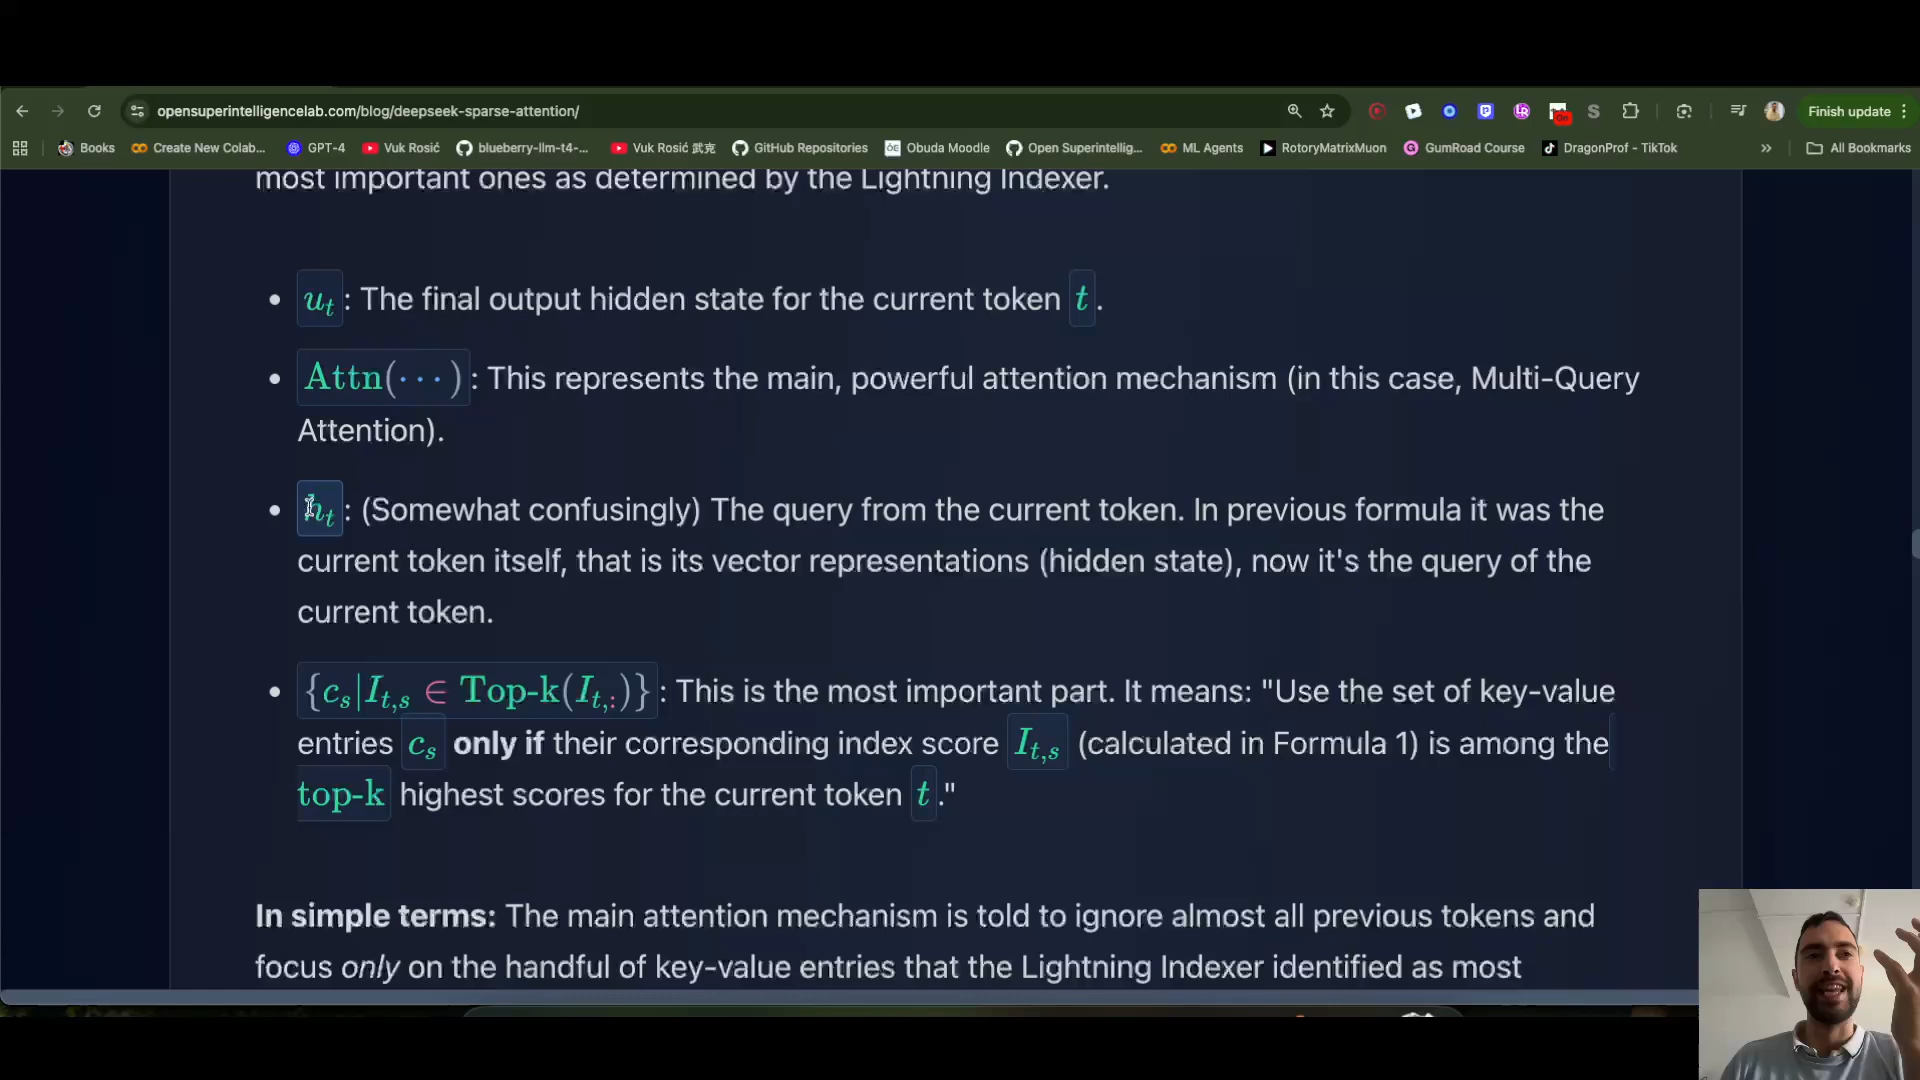 opensuperintelligencelab.com/blog/deepseek-sparse-attention/
Finish update
Books
Create New Colab...
GPT-4
Vuk Rosić
blueberry-llm-t4-...
Vuk Rosić 武克
GitHub Repositories
Obuda Moodle
Open Superintellig...
ML Agents
RotoryMatrixMuon
GumRoad Course
DragonProf - TikTok
All Bookmarks
most important ones as determined by the Lightning Indexer.
• u_t: The final output hidden state for the current token t.
• Attn(···): This represents the main, powerful attention mechanism (in this case, Multi-Query
Attention).
• h_t: (Somewhat confusingly) The query from the current token. In previous formula it was the
current token itself, that is its vector representations (hidden state), now it's the query of the
current token.
• {c_s|I_{t,s} ∈ Top-k(I_{t,:})}: This is the most important part. It means: "Use the set of key-value
entries c_s only if their corresponding index score I_{t,s} (calculated in Formula 1) is among the
top-k highest scores for the current token t."
In simple terms: The main attention mechanism is told to ignore almost all previous tokens and
focus only on the handful of key-value entries that the Lightning Indexer identified as most